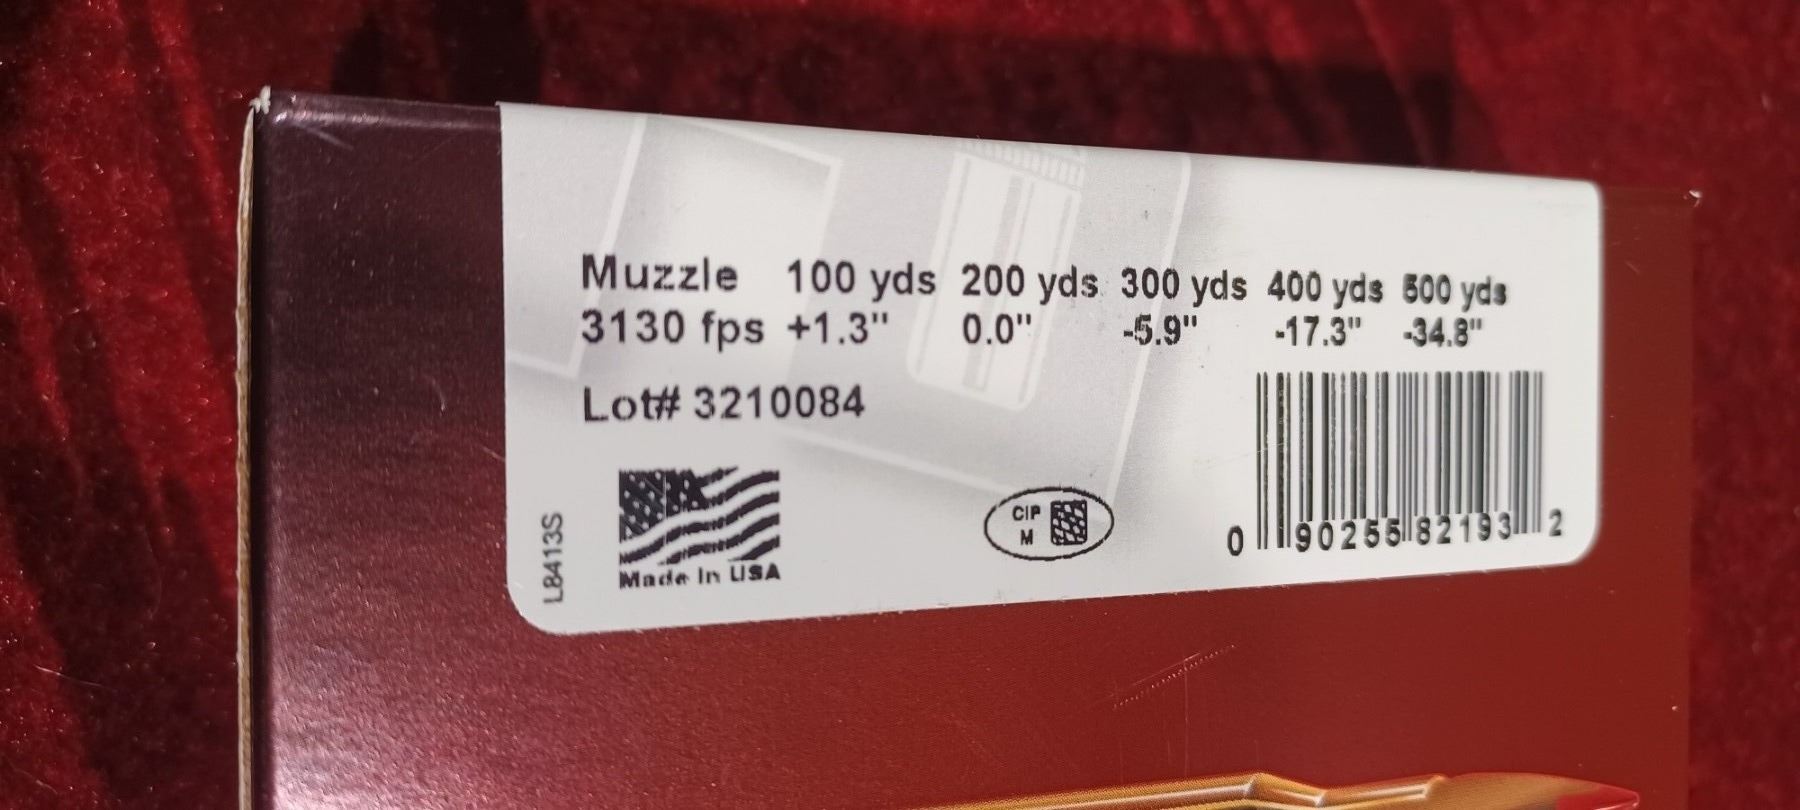 Muzzle 100 yds 200 yds 300 yds 400 yds 500 yds
3130 fps +1.3" 0.0" -5.9" -17.3" -34.8"
Lot# 3210084
L8413S
Made In USA
CIP
M
0 90255 82193 2